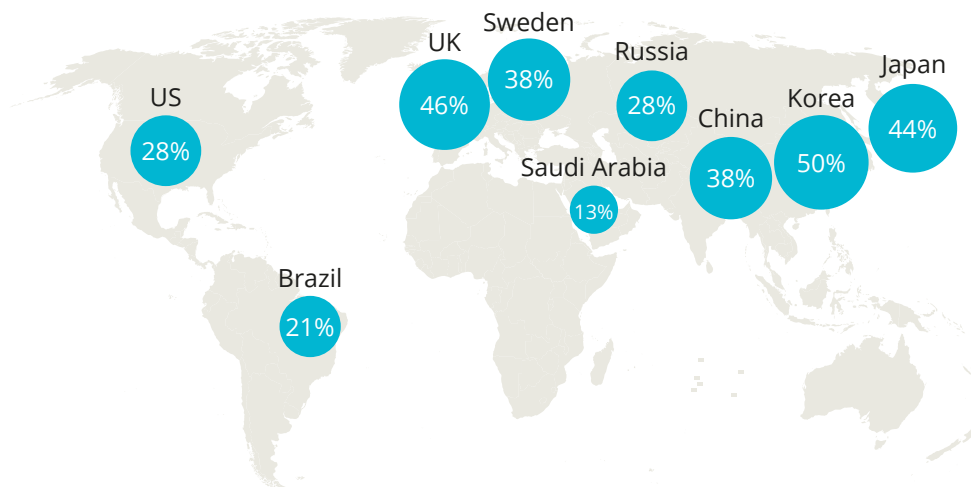 Sweden
38%
UK
46%
Russia
28%
Japan
44%
US
28%
Korea
50%
China
38%
Saudi Arabia
13%
Brazil
21%